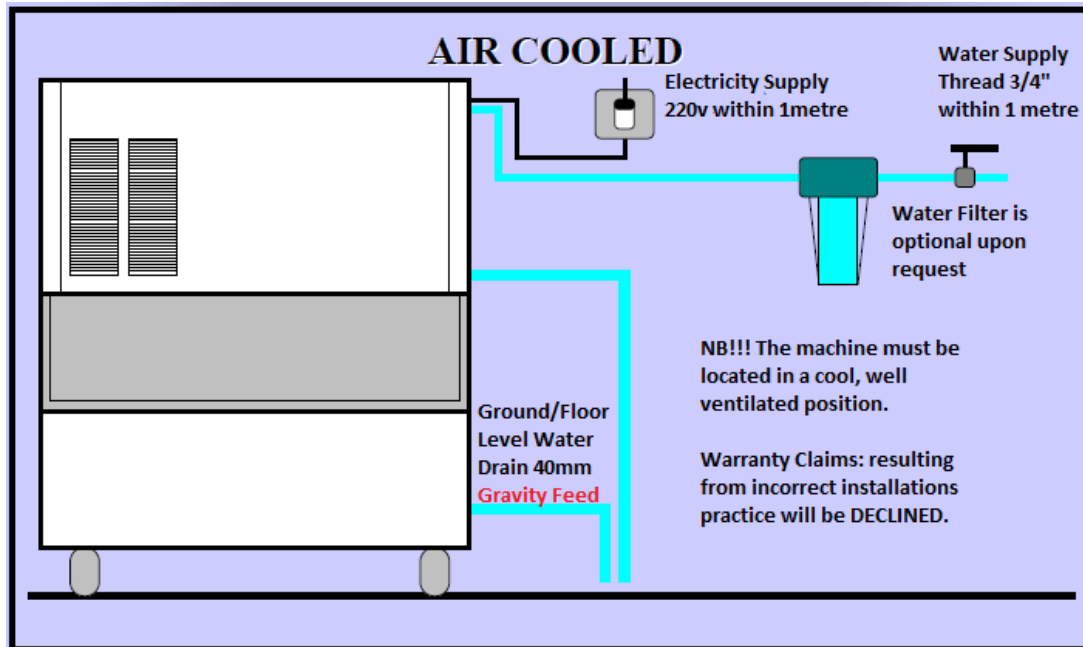 AIR COOLED
Electricity Supply
220v within 1metre
Water Supply
Thread 3/4"
within 1 metre
Water Filter is
optional upon
request
NB!!! The machine must be
located in a cool, well
ventilated position.
Ground/Floor
Level Water
Drain 40mm
Gravity Feed
Warranty Claims: resulting
from incorrect installations
practice will be DECLINED.